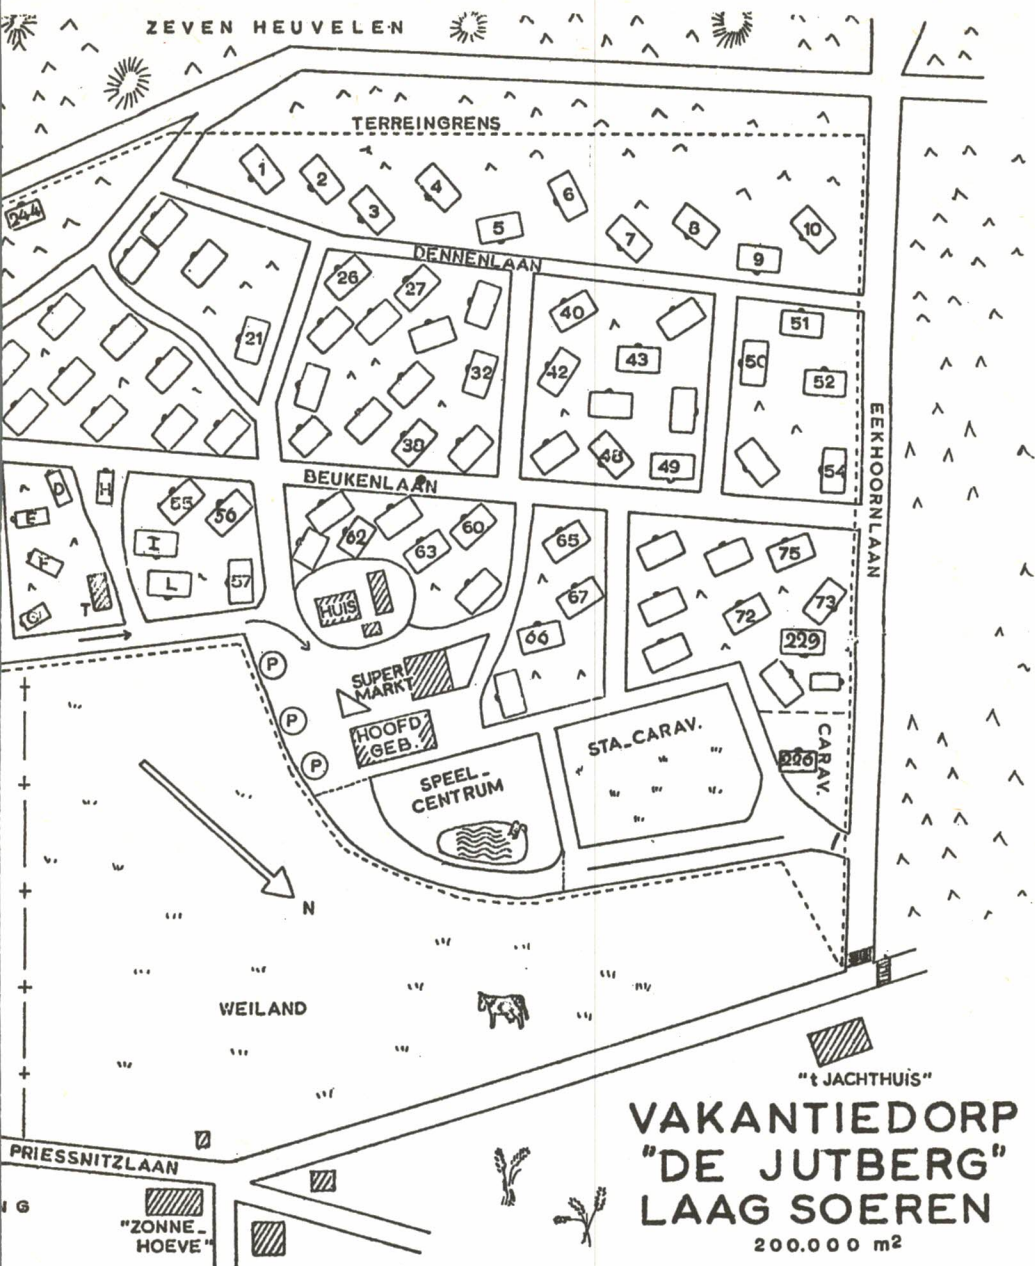 ZEVEN HEUVELEN
TERREINGRENS
1
2
3
4
5
6
7
8
9
10
244
DENNENLAAN
26
27
21
32
38
40
42
43
48
49
50
51
52
54
EEKHOORNLAAN
BEUKENLAAN
D
H
E
F
G
T
55
56
I
L
57
62
63
60
65
67
66
75
72
73
229
HUIS
SUPER
MARKT
HOOFD
GEB.
P
P
P
SPEEL-
CENTRUM
STA-CARAV.
CARAV.
226
N
WEILAND
"t JACHTHUIS"
VAKANTIEDORP
"DE JUTBERG"
LAAG SOEREN
200.000 m²
PRIESSNITZLAAN
NG
"ZONNE-
HOEVE"